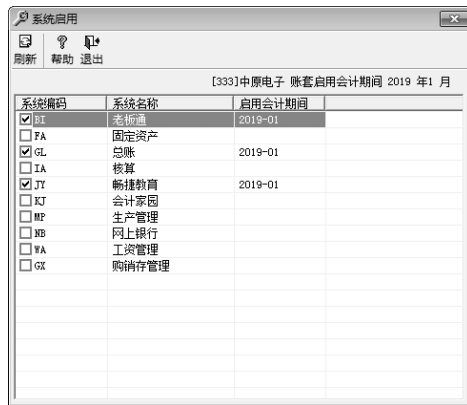 系统启用
刷新 帮助 退出
[333]中原电子 账套启用会计期间 2019 年1 月
系统编码 系统名称 启用会计期间
BI 老板通 2019-01
FA 固定资产
GL 总账 2019-01
IA 核算
JY 畅捷教育 2019-01
KJ 会计家园
MP 生产管理
NB 网上银行
WA 工资管理
GX 购销存管理